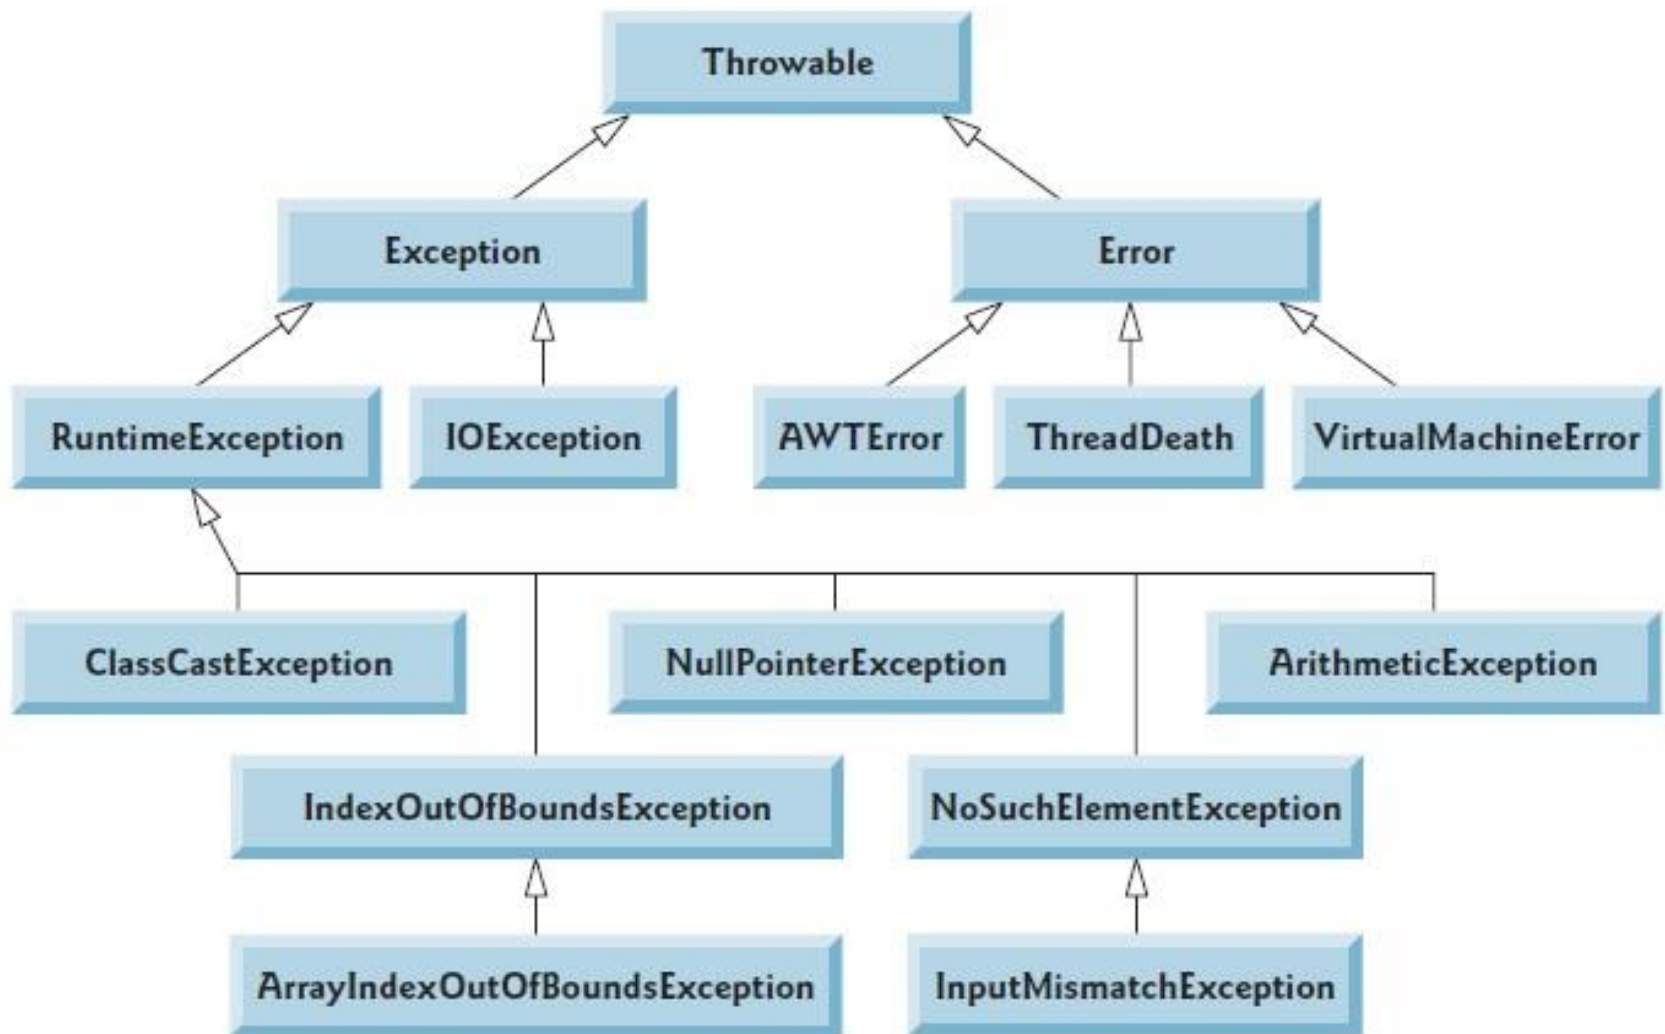 Throwable
Exception
Error
RuntimeException
IOException
AWTError
ThreadDeath
VirtualMachineError
ClassCastException
NullPointerException
ArithmeticException
IndexOutOfBoundsException
NoSuchElementException
ArrayIndexOutOfBoundsException
InputMismatchException